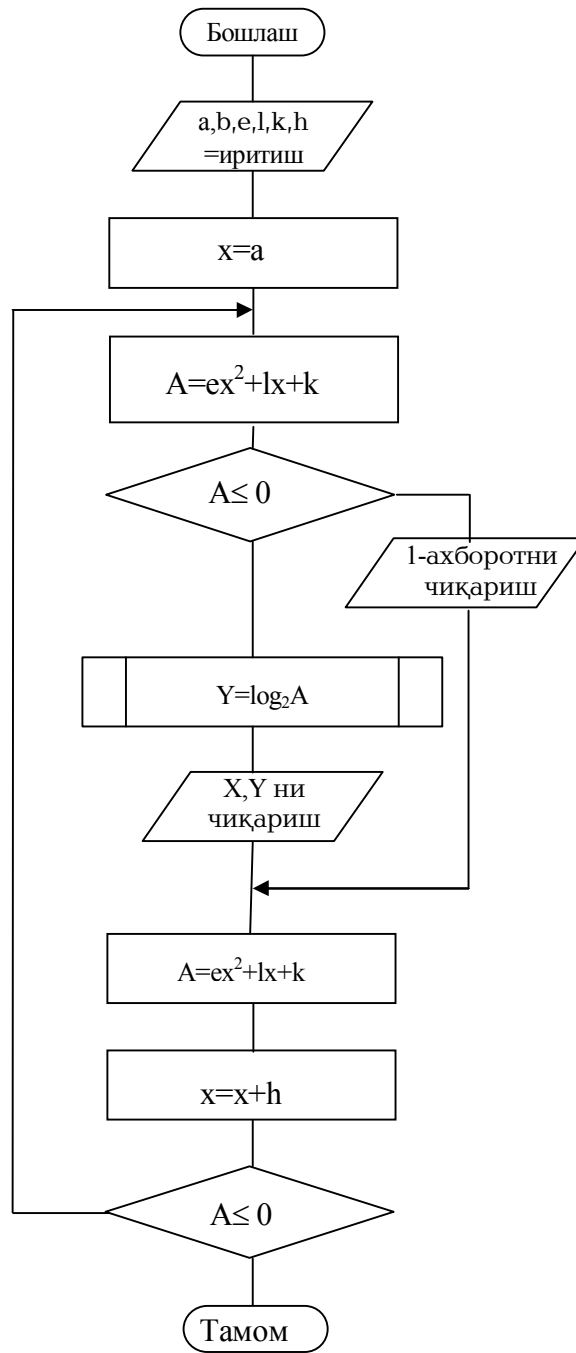 Бошлаш
a,b,e,l,k,h
=иритиш
x=a
A=ex²+lx+k
A≤ 0
1-ахборотни
чиқариш
Y=log₂A
X,Y ни
чиқариш
A=ex²+lx+k
x=x+h
A≤ 0
Тамом